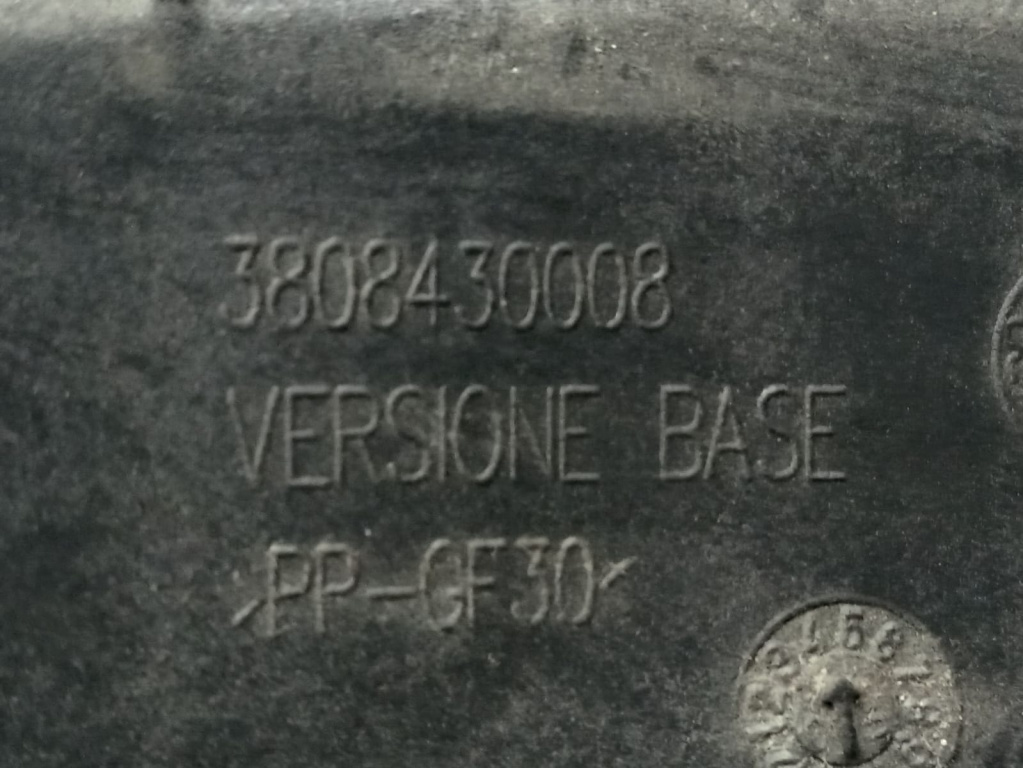 3808430008
VERSIONE BASE
>PP-GF30<